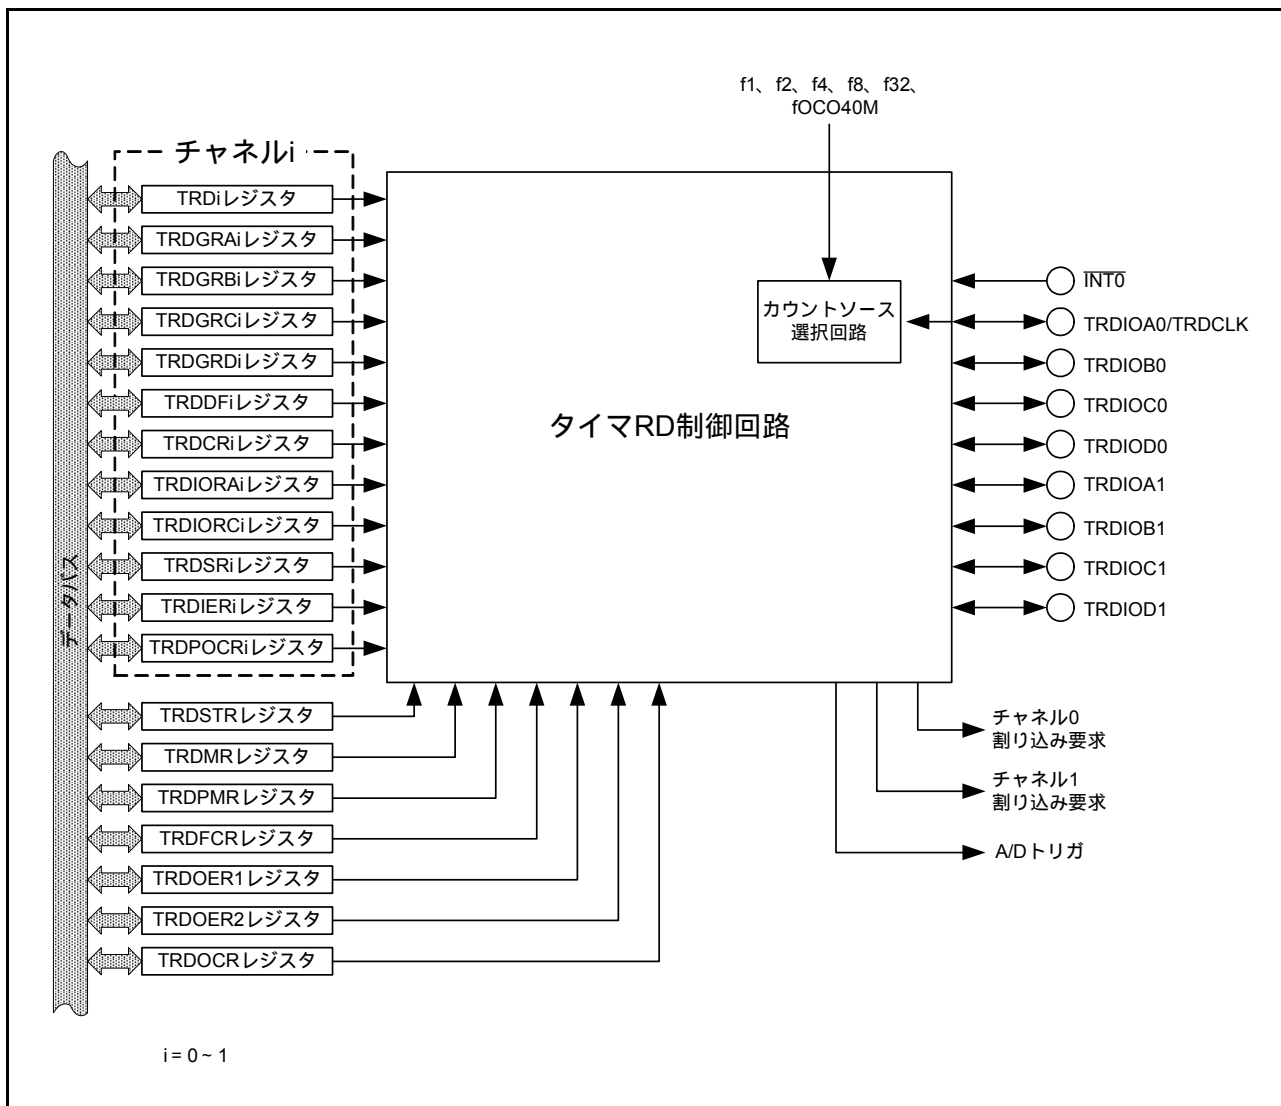 f1、f2、f4、f8、f32、
fOCO40M
チャネルi
TRDiレジスタ
TRDGRAiレジスタ
TRDGRBiレジスタ
TRDGRCiレジスタ
TRDGRDiレジスタ
TRDDFiレジスタ
TRDCRiレジスタ
TRDIORAiレジスタ
TRDIORCiレジスタ
TRDSRiレジスタ
TRDIERiレジスタ
TRDPOCRiレジスタ
データバス
カウントソース
選択回路
タイマRD制御回路
INT0
TRDIOA0/TRDCLK
TRDIOB0
TRDIOC0
TRDIOD0
TRDIOA1
TRDIOB1
TRDIOC1
TRDIOD1
TRDSTRレジスタ
TRDMRレジスタ
TRDPMRレジスタ
TRDFCRレジスタ
TRDOER1レジスタ
TRDOER2レジスタ
TRDOCRレジスタ
チャネル0
割り込み要求
チャネル1
割り込み要求
A/Dトリガ
i = 0 ~ 1